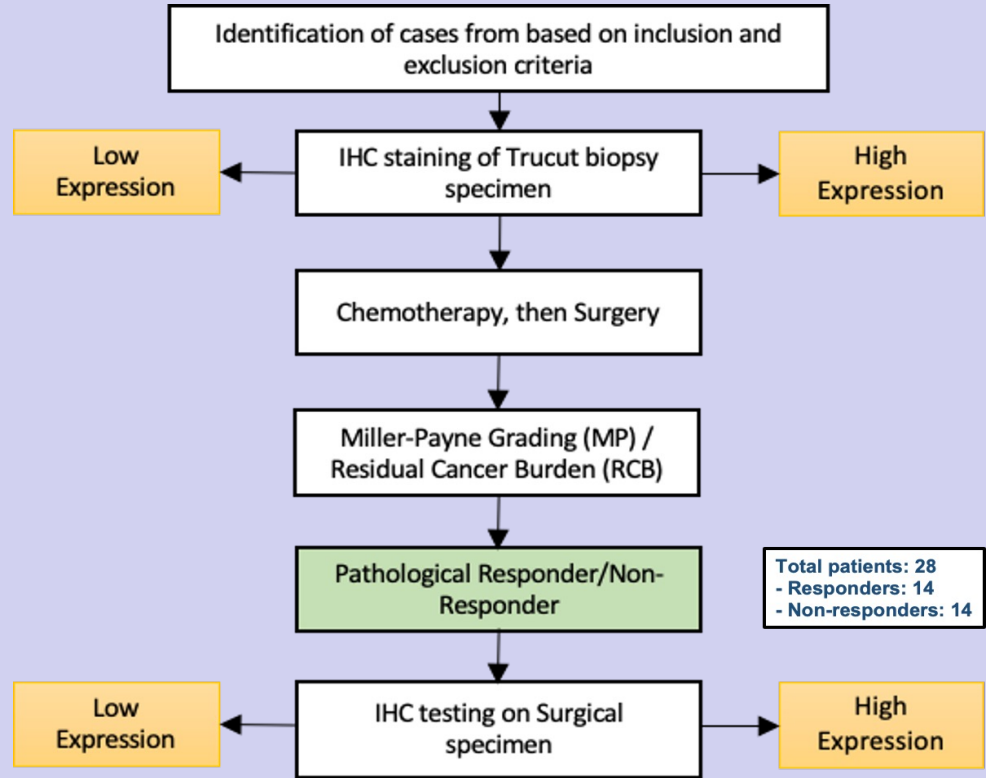 Identification of cases from based on inclusion and
exclusion criteria
Low
Expression
IHC staining of Trucut biopsy
specimen
High
Expression
Chemotherapy, then Surgery
Miller-Payne Grading (MP) /
Residual Cancer Burden (RCB)
Pathological Responder/Non-
Responder
Total patients: 28
- Responders: 14
- Non-responders: 14
Low
Expression
IHC testing on Surgical
specimen
High
Expression